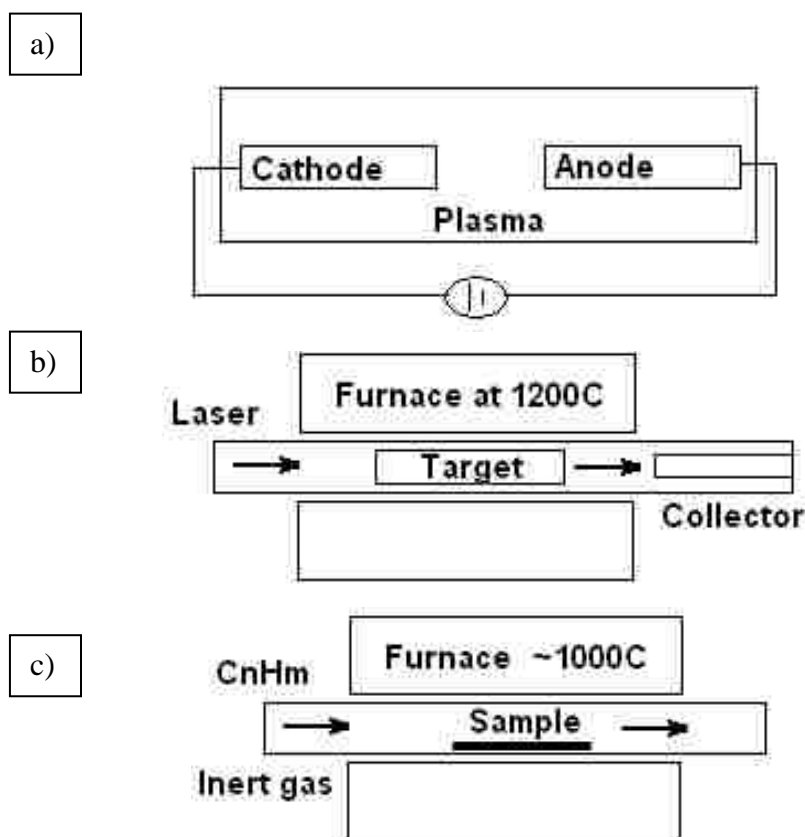 a)
Cathode
Anode
Plasma
b)
Furnace at 1200C
Laser
Target
Collector
c)
Furnace ~1000C
CnHm
Sample
Inert gas